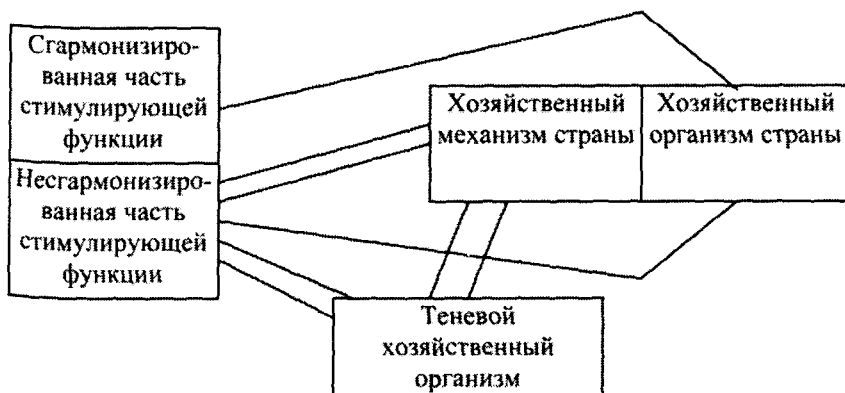 Сгармонизиро-
ванная часть
стимулирующей
функции
Несгармонизиро-
ванная часть
стимулирующей
функции
Хозяйственный
механизм страны
Хозяйственный
организм страны
Теневой
хозяйственный
организм